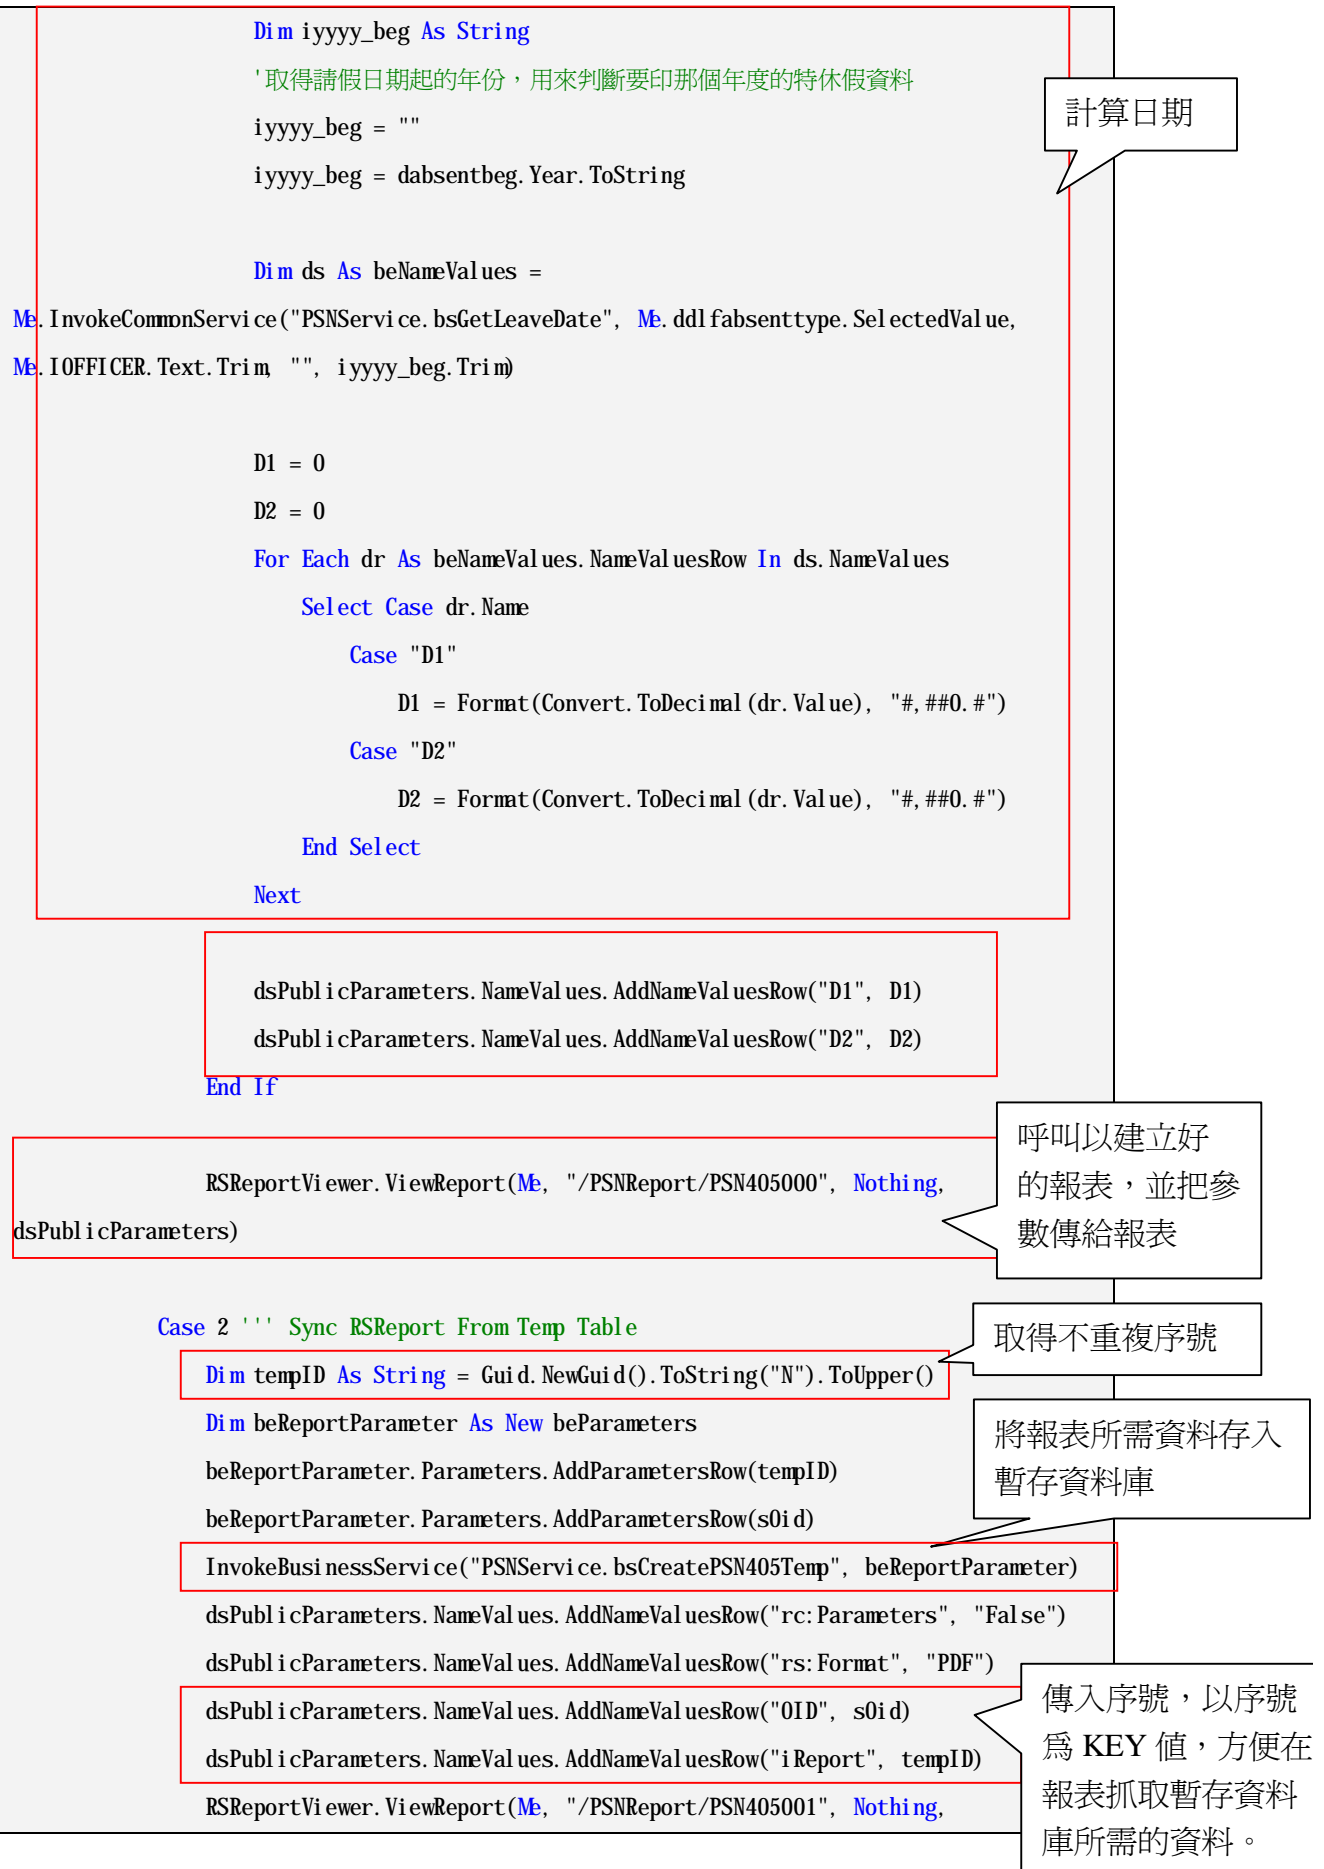 Dim iyyyy_beg As String
'取得請假日期起的年份，用來判斷要印那個年度的特休假資料
計算日期
iyyyy_beg = ""
iyyyy_beg = dabsentbeg.Year.ToString
Dim ds As beNameValues =
Me.InvokeCommonService("PSNService.bsGetLeaveDate", Me.ddlfabsenttype.SelectedValue,
Me.IOFFICER.Text.Trim, "", iyyyy_beg.Trim)
D1 = 0
D2 = 0
For Each dr As beNameValues.NameValuesRow In ds.NameValues
Select Case dr.Name
Case "D1"
D1 = Format(Convert.ToDecimal(dr.Value), "#,##0.#")
Case "D2"
D2 = Format(Convert.ToDecimal(dr.Value), "#,##0.#")
End Select
Next
dsPublicParameters.NameValues.AddNameValuesRow("D1", D1)
dsPublicParameters.NameValues.AddNameValuesRow("D2", D2)
End If
RSReportViewer.ViewReport(Me, "/PSNReport/PSN405000", Nothing,
dsPublicParameters)
呼叫以建立好
的報表，並把參
數傳給報表
Case 2 ''' Sync RSReport From Temp Table
取得不重複序號
Dim tempID As String = Guid.NewGuid().ToString("N").ToUpper()
Dim beReportParameter As New beParameters
beReportParameter.Parameters.AddParametersRow(tempID)
beReportParameter.Parameters.AddParametersRow(sOid)
將報表所需資料存入
暫存資料庫
InvokeBusinessService("PSNService.bsCreatePSN405Temp", beReportParameter)
dsPublicParameters.NameValues.AddNameValuesRow("rc:Parameters", "False")
dsPublicParameters.NameValues.AddNameValuesRow("rs:Format", "PDF")
dsPublicParameters.NameValues.AddNameValuesRow("OID", sOid)
dsPublicParameters.NameValues.AddNameValuesRow("iReport", tempID)
RSReportViewer.ViewReport(Me, "/PSNReport/PSN405001", Nothing,
傳入序號，以序號
為 KEY 值，方便在
報表抓取暫存資料
庫所需的資料。